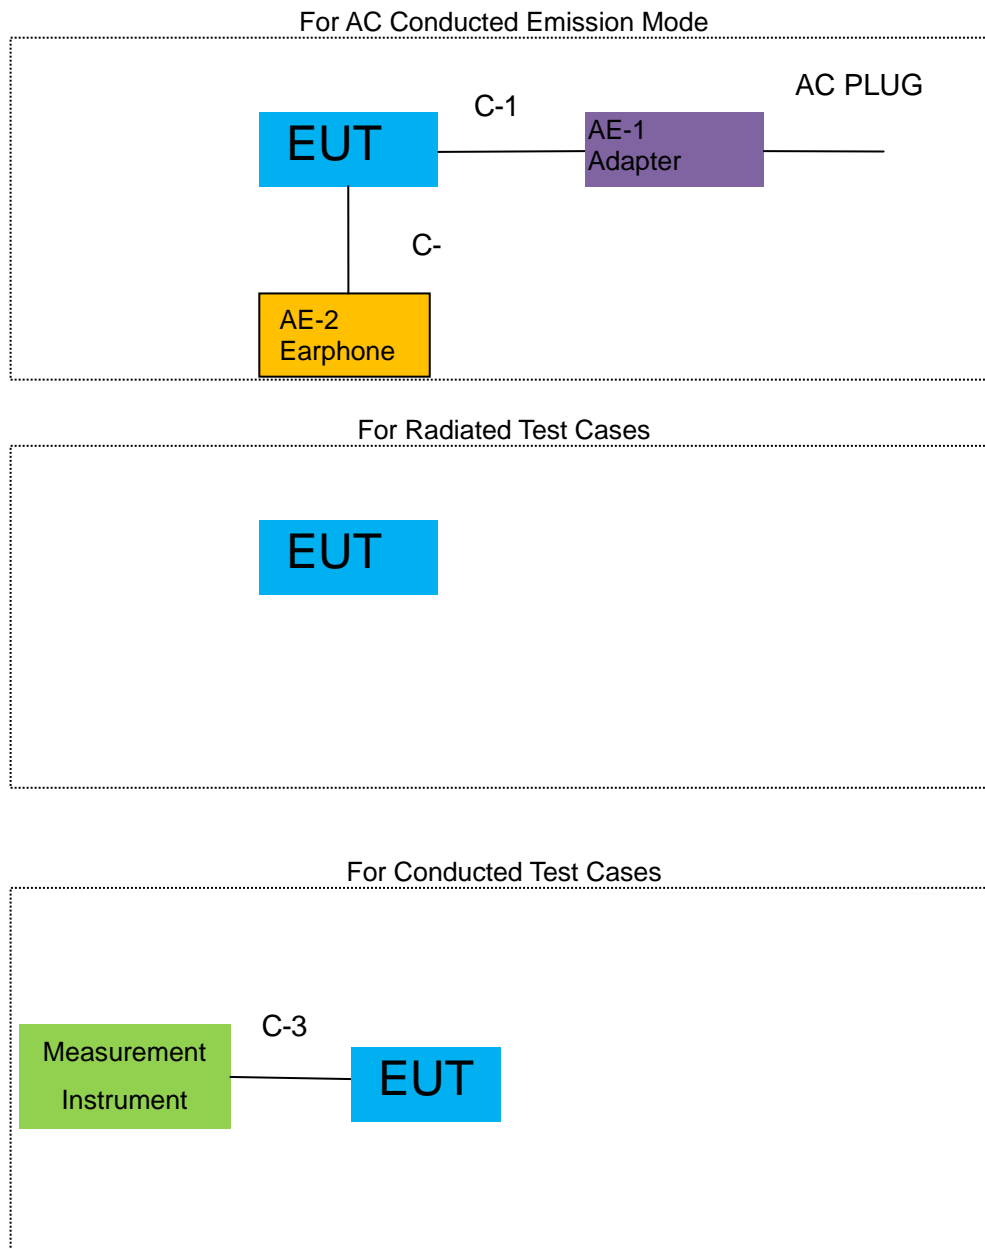 For AC Conducted Emission Mode
AC PLUG
C-1
EUT
AE-1
Adapter
C-
AE-2
Earphone
For Radiated Test Cases
EUT
For Conducted Test Cases
C-3
Measurement
Instrument
EUT